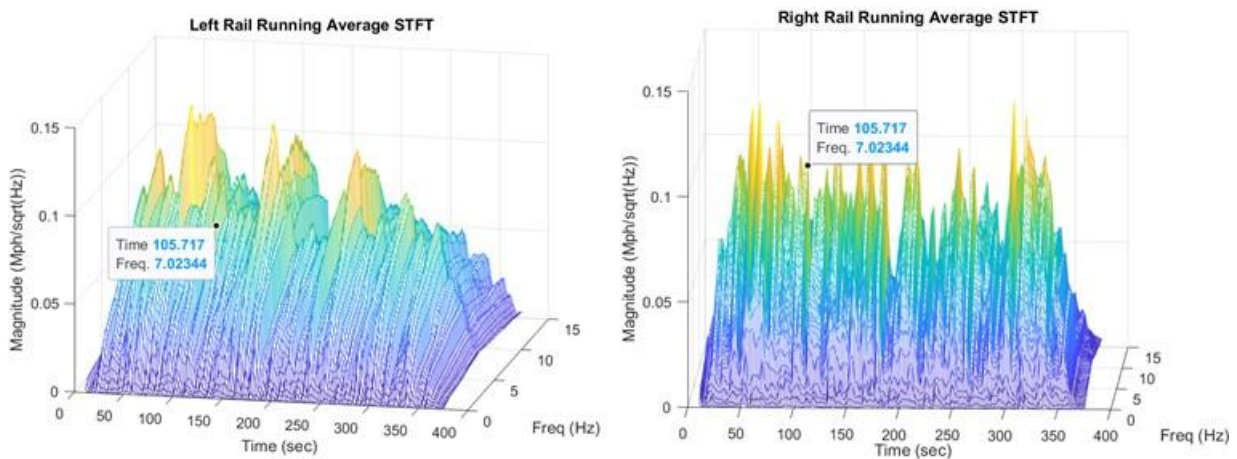 Left Rail Running Average STFT
0.15
0.1
0.05
0
Magnitude (Mph/sqrt(Hz))
Time 105.717
Freq. 7.02344
0
50
100
150
200
250
300
350
400
Time (sec)
0
5
10
15
Freq (Hz)
Right Rail Running Average STFT
0.15
0.1
0.05
0
Magnitude (Mph/sqrt(Hz))
Time 105.717
Freq. 7.02344
0
50
100
150
200
250
300
350
400
Time (sec)
15
10
5
0
Freq (Hz)